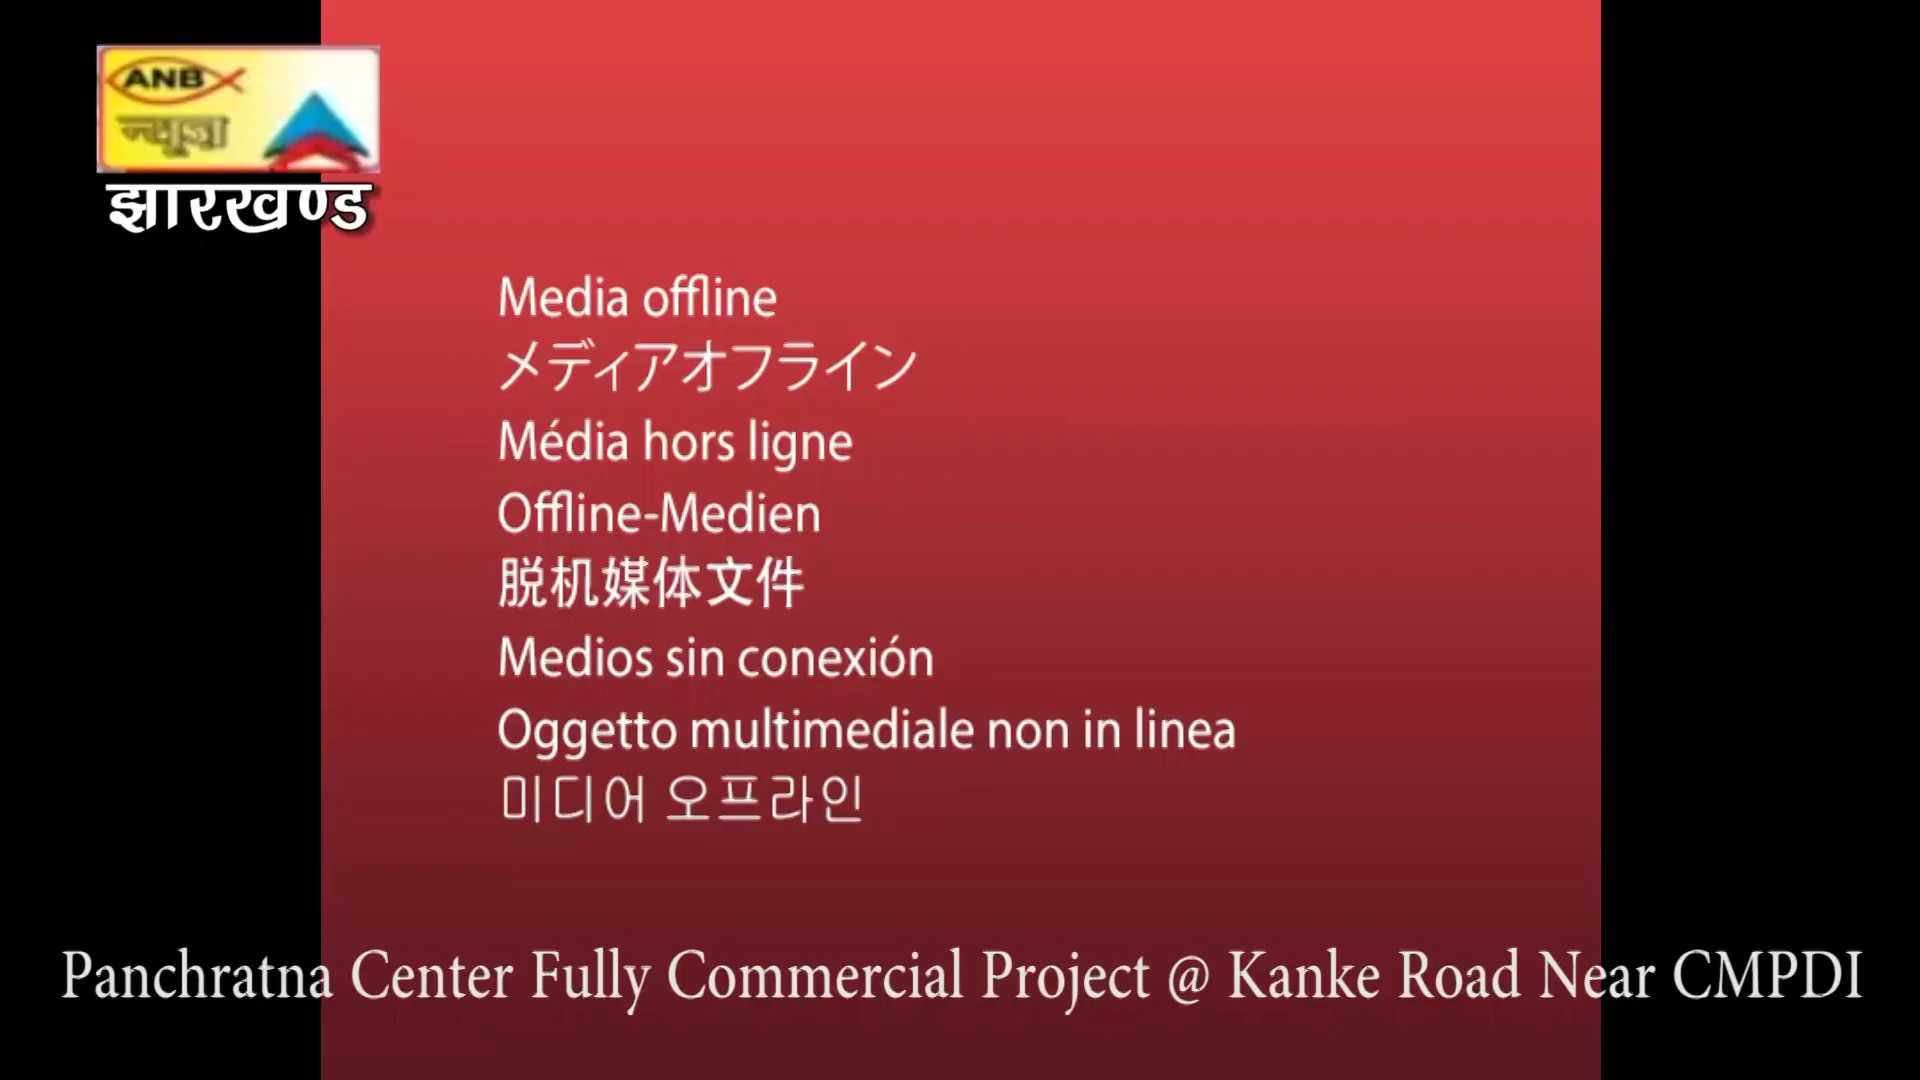 ANB
न्यूज़
झारखण्ड
Media offline
メディアオフライン
Média hors ligne
Offline-Medien
脱机媒体文件
Medios sin conexión
Oggetto multimediale non in linea
미디어 오프라인
Panchratna Center Fully Commercial Project @ Kanke Road Near CMPDI